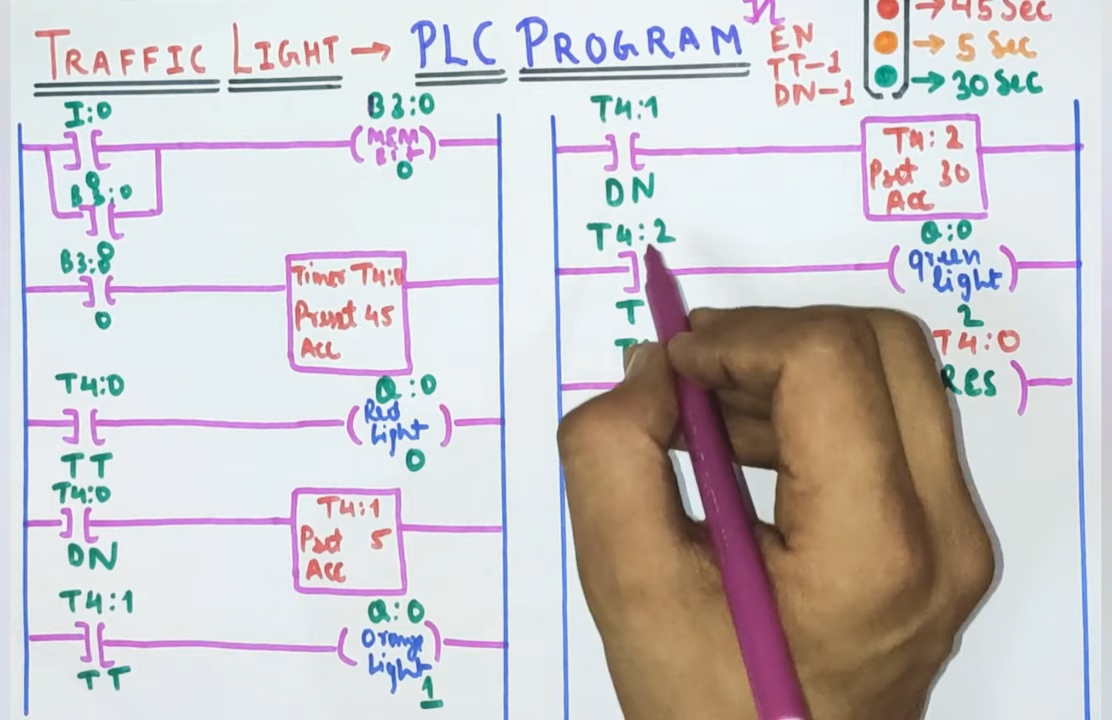 TRAFFIC LIGHT → PLC PROGRAM
EN
TT-1
DN-1
→ 45 Sec
→ 5 Sec
→ 30 Sec
I:0
0
B3:0
MEM
Bit
0
B3:0
0
B3:
0
Timer T4:0
Preset 45
ACC
T4:0
TT
Q:0
Red
Light
0
T4:0
DN
T4:1
Pset 5
ACC
T4:1
TT
Q:0
Orange
Light
1
T4:1
DN
T4:2
Pset 30
ACC
T4:2
T
Q:0
green
light
2
T4:0
RES